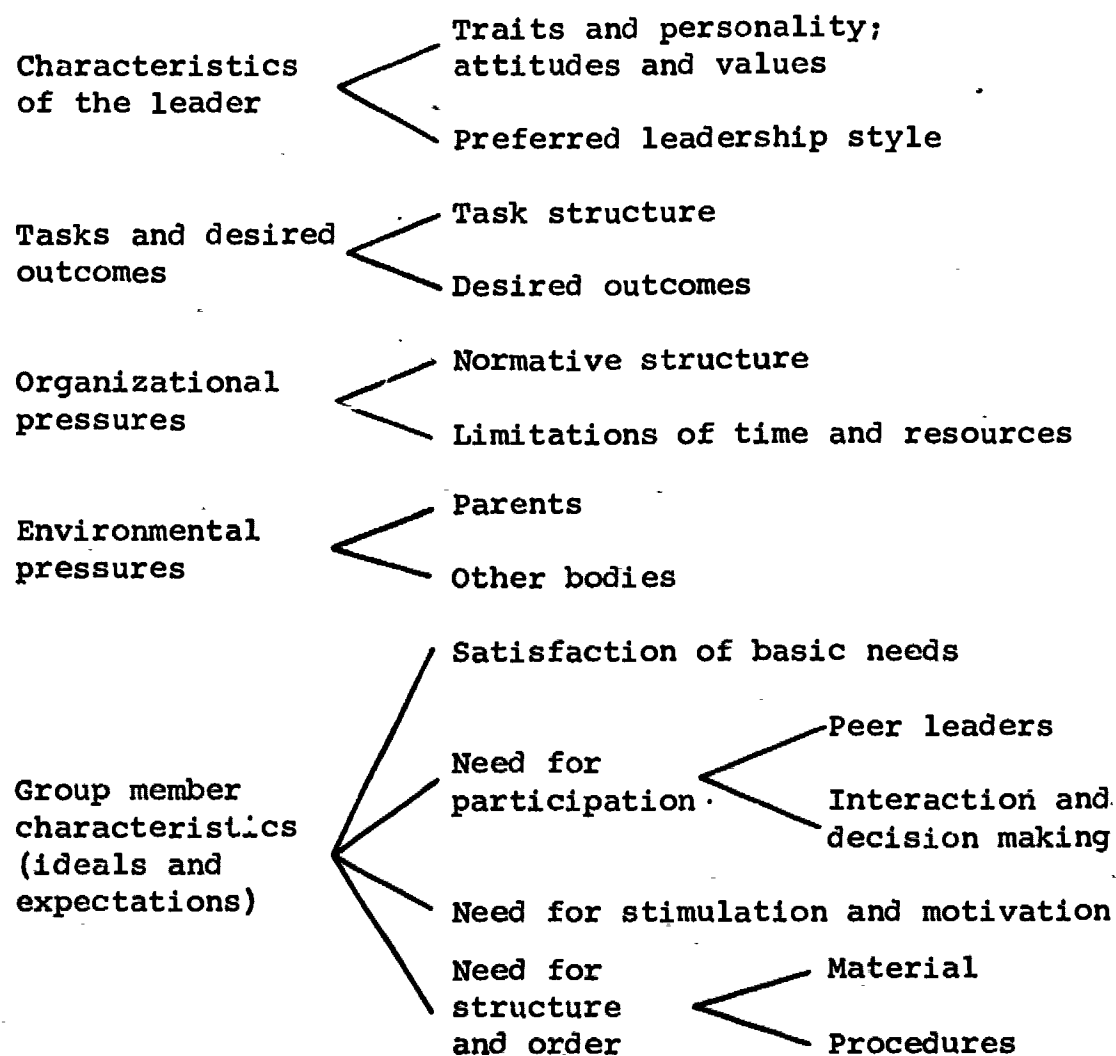 Traits and personality;
attitudes and values
Characteristics
of the leader
Preferred leadership style
Task structure
Tasks and desired
outcomes
Desired outcomes
Normative structure
Organizational
pressures
Limitations of time and resources
Parents
Environmental
pressures
Other bodies
Satisfaction of basic needs
Peer leaders
Need for
participation
Interaction and
decision making
Group member
characteristics
(ideals and
expectations)
Need for stimulation and motivation
Need for
structure
and order
Material
Procedures